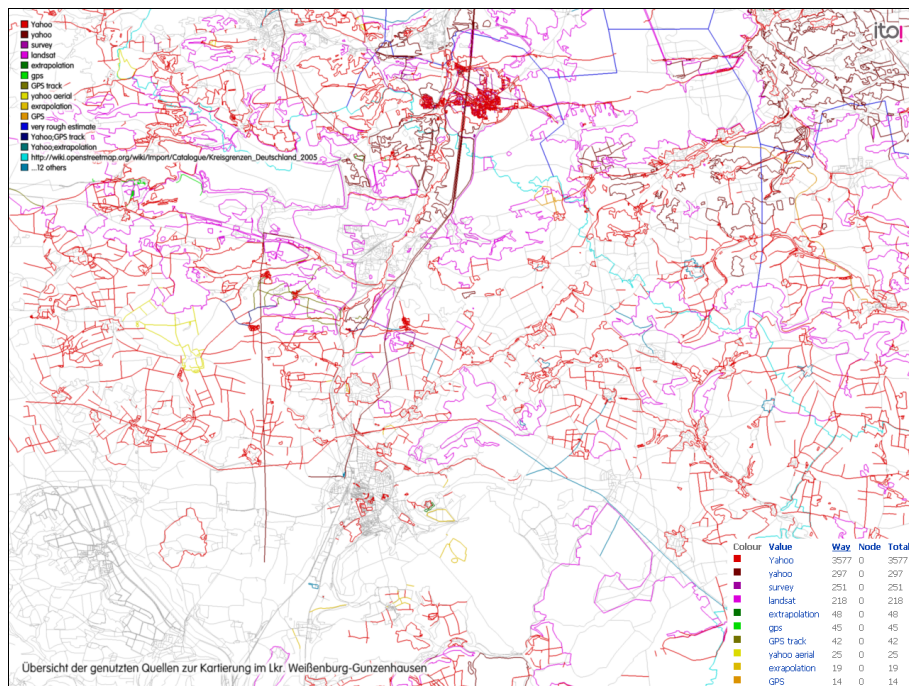 Yahoo
yahoo
survey
landsat
extrapolation
gps
GPS track
yahoo aerial
exrapolation
GPS
very rough estimate
Yahoo;GPS track
Yahoo;extrapolation
http://wiki.openstreetmap.org/wiki/Import/Catalogue/Kreisgrenzen_Deutschland_2005
...12 others
ito!
Colour Value Way Node Total
Yahoo 3577 0 3577
yahoo 297 0 297
survey 251 0 251
landsat 218 0 218
extrapolation 48 0 48
gps 45 0 45
GPS track 42 0 42
yahoo aerial 25 0 25
exrapolation 19 0 19
GPS 14 0 14
Übersicht der genutzten Quellen zur Kartierung im Lkr. Weißenburg-Gunzenhausen